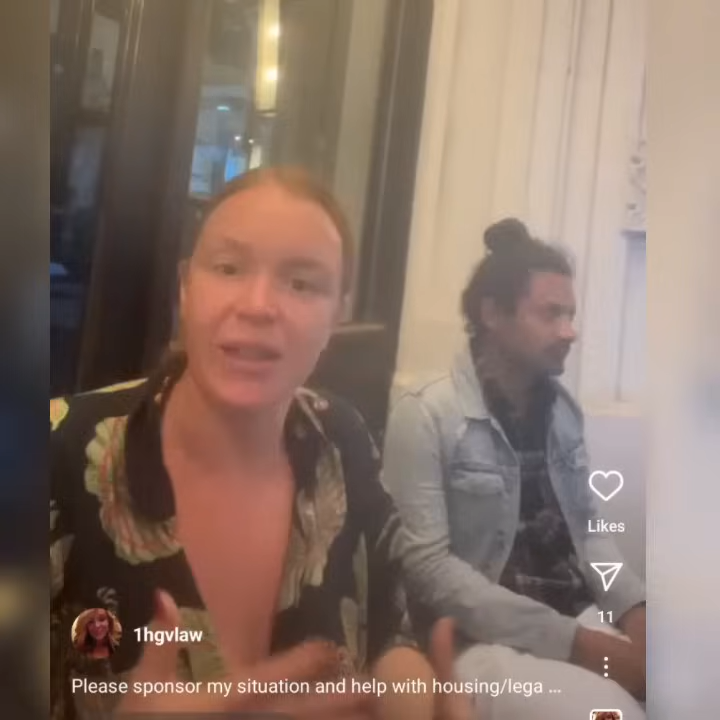 Likes
11
1hgvlaw
Please sponsor my situation and help with housing/lega ...